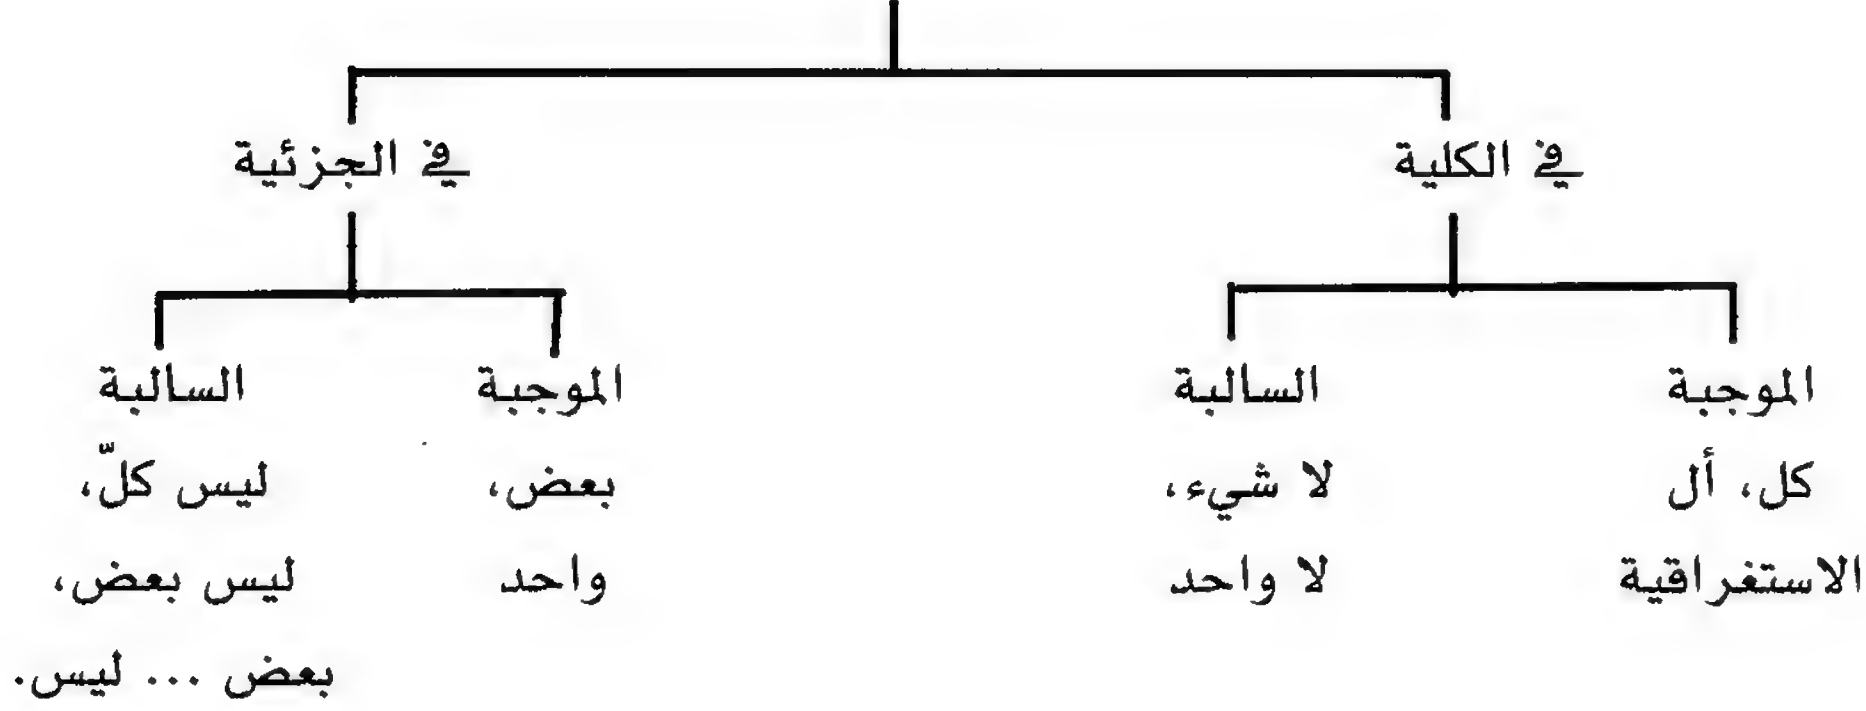 في الكلية
في الجزئية
الموجبة
كل، أل
الاستغراقية
السالبة
لا شيء،
لا واحد
الموجبة
بعض،
واحد
السالبة
ليس كلّ،
ليس بعض،
بعض ... ليس.